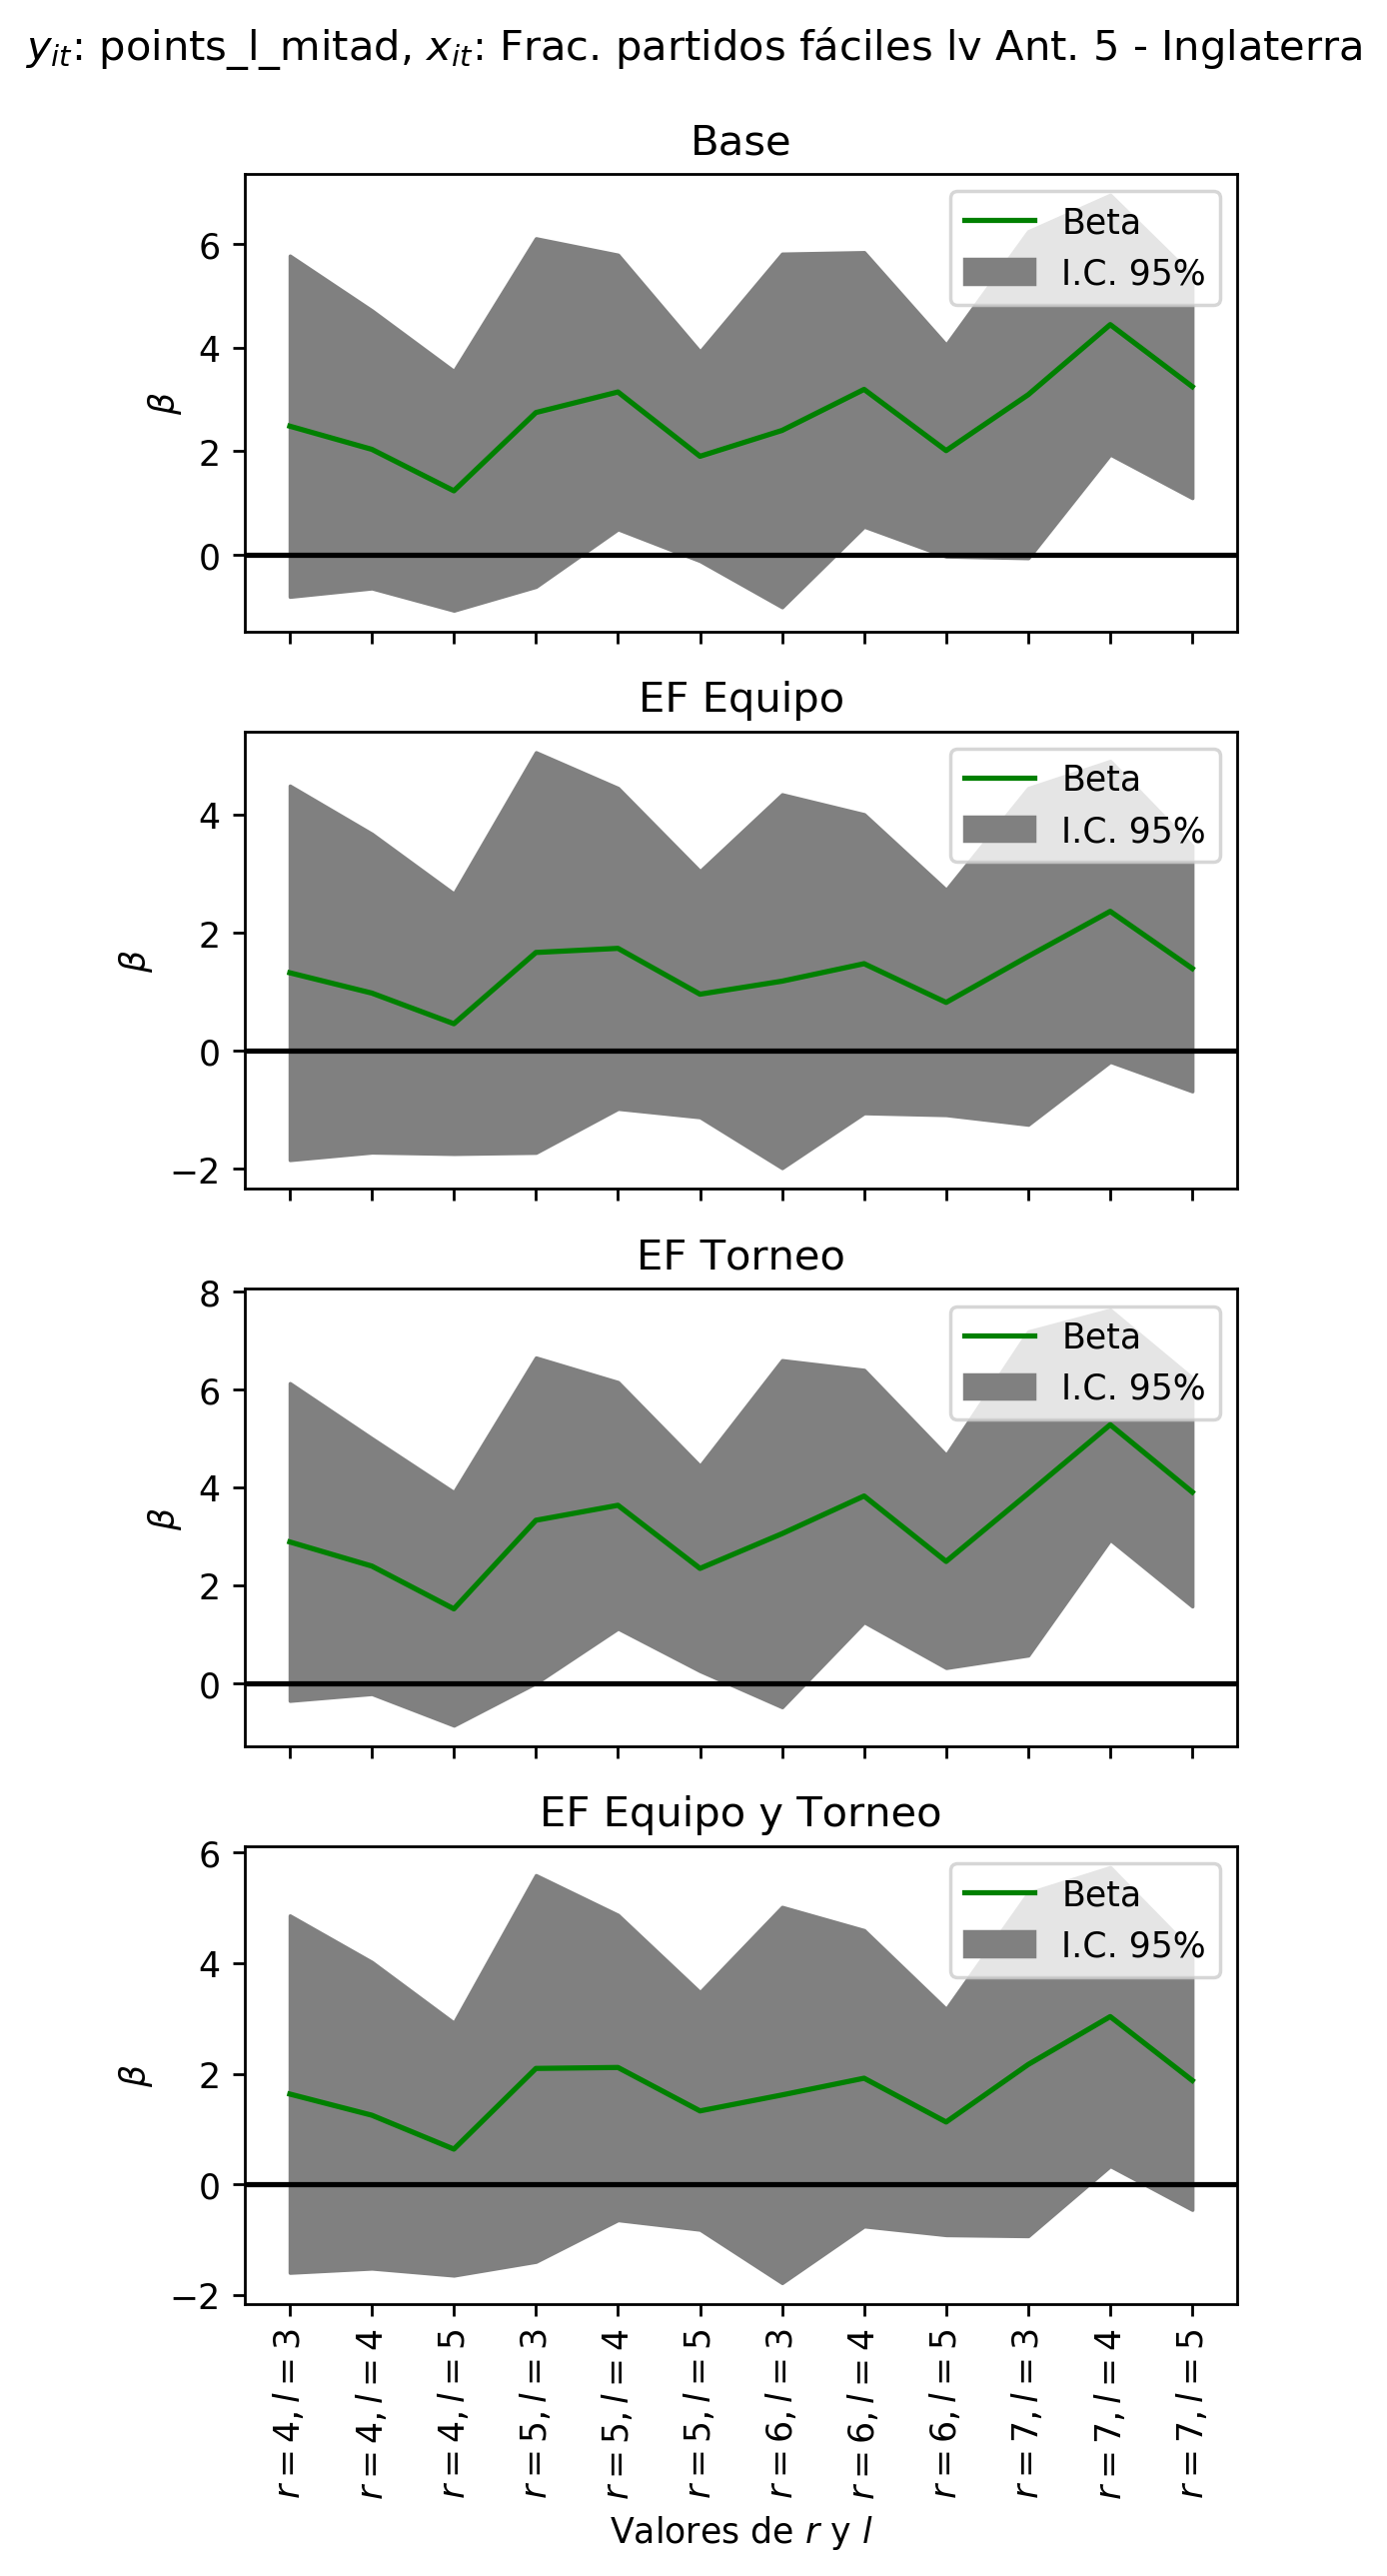 y_it: points_l_mitad, x_it: Frac. partidos fáciles lv Ant. 5 - Inglaterra
Base
Beta
I.C. 95%
6
4
2
0
β
EF Equipo
Beta
I.C. 95%
4
2
0
−2
β
EF Torneo
Beta
I.C. 95%
8
6
4
2
0
β
EF Equipo y Torneo
Beta
I.C. 95%
6
4
2
0
−2
β
r = 4, l = 3
r = 4, l = 4
r = 4, l = 5
r = 5, l = 3
r = 5, l = 4
r = 5, l = 5
r = 6, l = 3
r = 6, l = 4
r = 6, l = 5
r = 7, l = 3
r = 7, l = 4
r = 7, l = 5
Valores de r y l